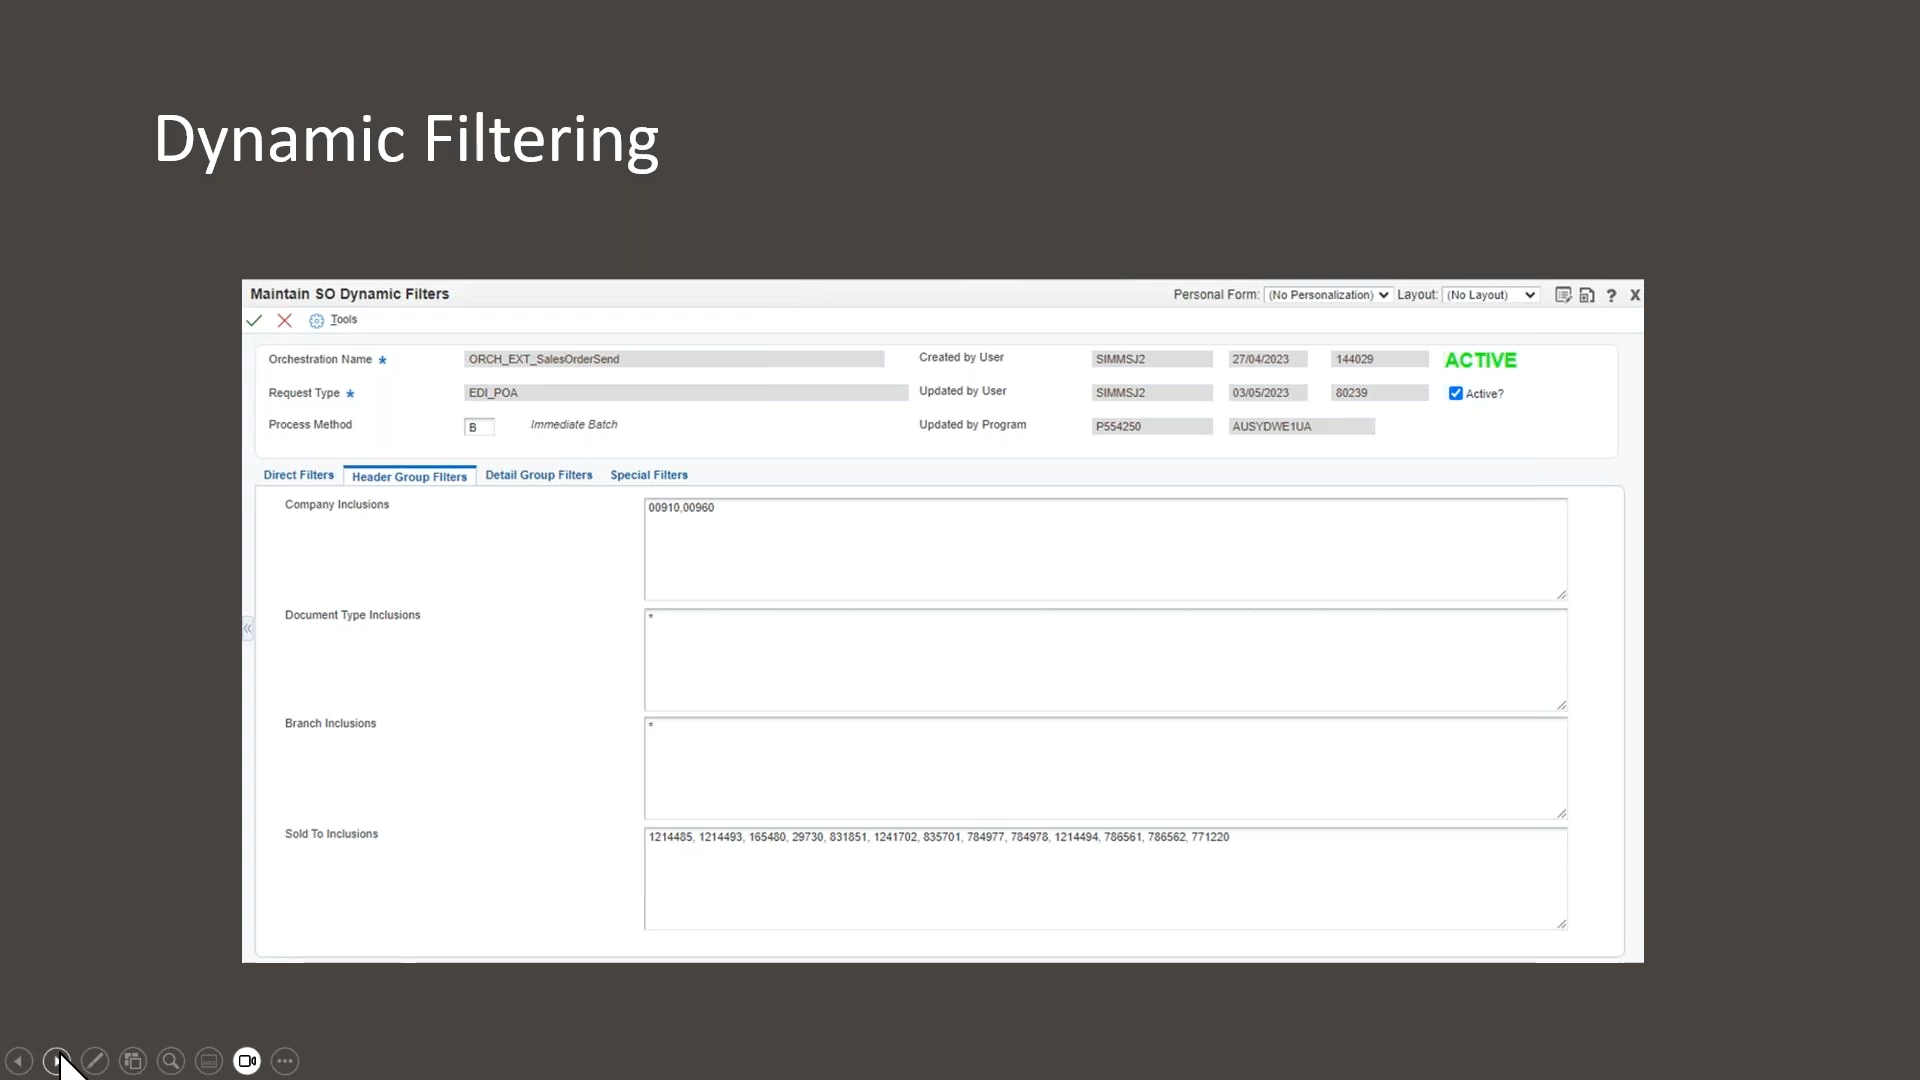 Dynamic Filtering
Maintain SO Dynamic Filters
Personal Form: (No Personalization) Layout: (No Layout) ? X
Tools
Orchestration Name * ORCH_EXT_SalesOrderSend Created by User SIMMSJ2 27/04/2023 144029 ACTIVE
Request Type * EDI_POA Updated by User SIMMSJ2 03/05/2023 80239 Active?
Process Method B Immediate Batch Updated by Program P554250 AUSYDWE1UA
Direct Filters Header Group FIlters Detail Group Filters Special Filters
Company Inclusions 00910,00960
Document Type Inclusions *
Branch Inclusions *
Sold To Inclusions 1214485, 1214493, 165480, 29730, 831851, 1241702, 835701, 784977, 784978, 1214494, 786561, 786562, 771220